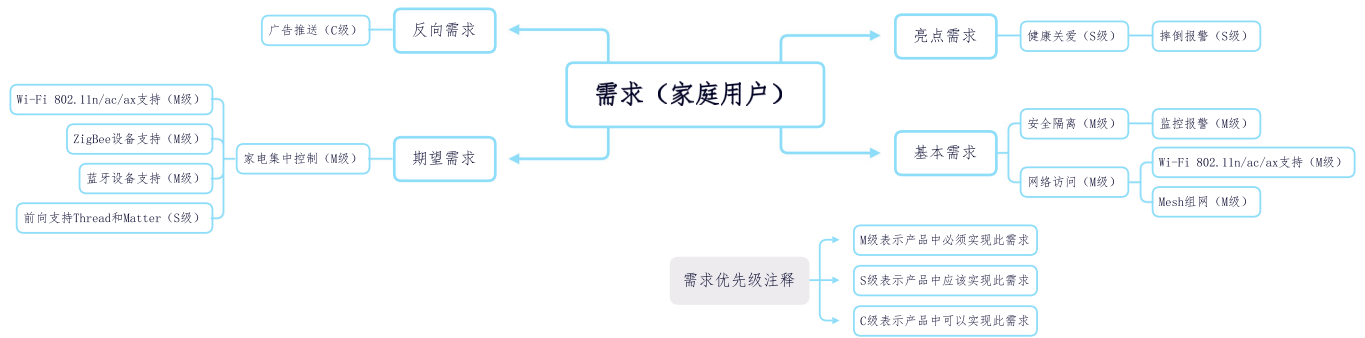 需求（家庭用户）
反向需求
广告推送（C级）
期望需求
家电集中控制（M级）
Wi-Fi 802.11n/ac/ax支持（M级）
ZigBee设备支持（M级）
蓝牙设备支持（M级）
前向支持Thread和Matter（S级）
亮点需求
健康关爱（S级）
摔倒报警（S级）
基本需求
安全隔离（M级）
监控报警（M级）
网络访问（M级）
Wi-Fi 802.11n/ac/ax支持（M级）
Mesh组网（M级）
需求优先级注释
M级表示产品中必须实现此需求
S级表示产品中应该实现此需求
C级表示产品中可以实现此需求